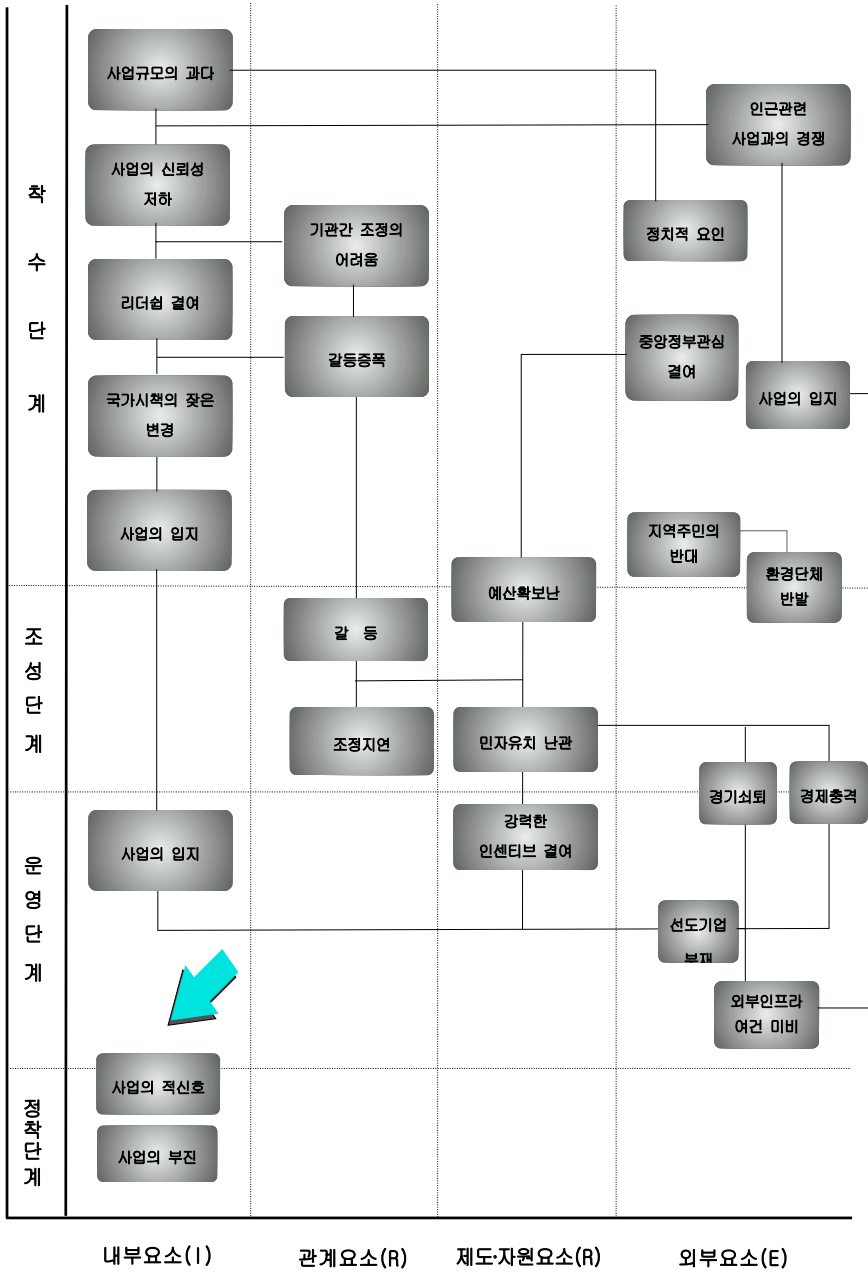 착
수
단
계
사업규모의 과다
인근관련
사업과의 경쟁
사업의 신뢰성
저하
기관간 조정의
어려움
정치적 요인
리더쉽 결여
갈등증폭
중앙정부관심
결여
사업의 입지
국가시책의 잦은
변경
사업의 입지
지역주민의
반대
환경단체
반발
예산확보난
조
성
단
계
갈 등
조정지연
민자유치 난관
경기쇠퇴
경제충격
운
영
단
계
사업의 입지
강력한
인센티브 결여
선도기업
부재
외부인프라
여건 미비
정
착
단
계
사업의 적신호
사업의 부진
내부요소(I)
관계요소(R)
제도·자원요소(R)
외부요소(E)